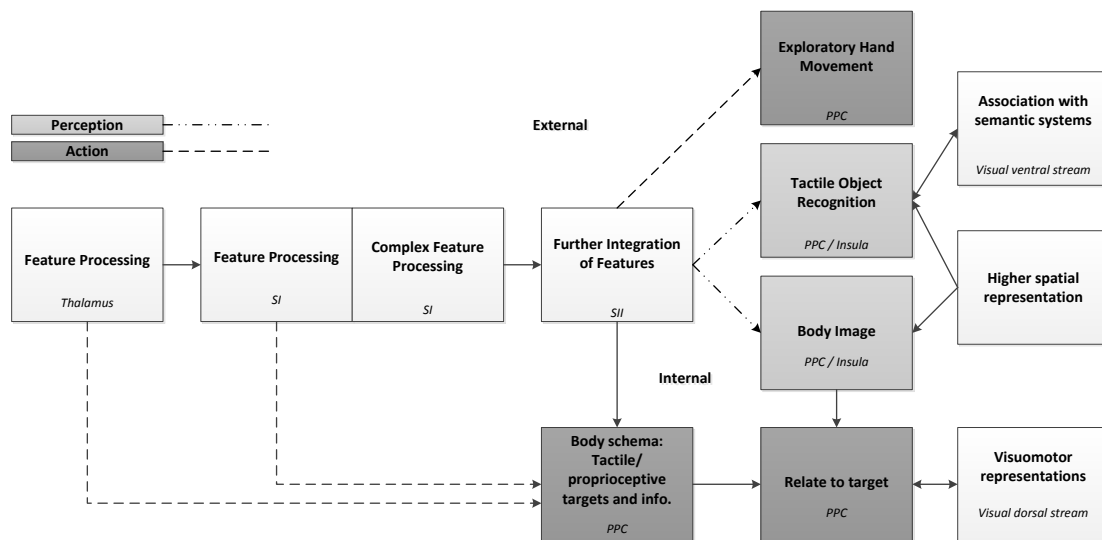 Exploratory Hand
Movement
PPC
Association with
semantic systems
Visual ventral stream
Perception
Action
External
Tactile Object
Recognition
PPC / Insula
Feature Processing
Thalamus
Feature Processing
SI
Complex Feature
Processing
SI
Further Integration
of Features
SII
Higher spatial
representation
Body Image
PPC / Insula
Internal
Body schema:
Tactile/
proprioceptive
targets and info.
PPC
Relate to target
PPC
Visuomotor
representations
Visual dorsal stream